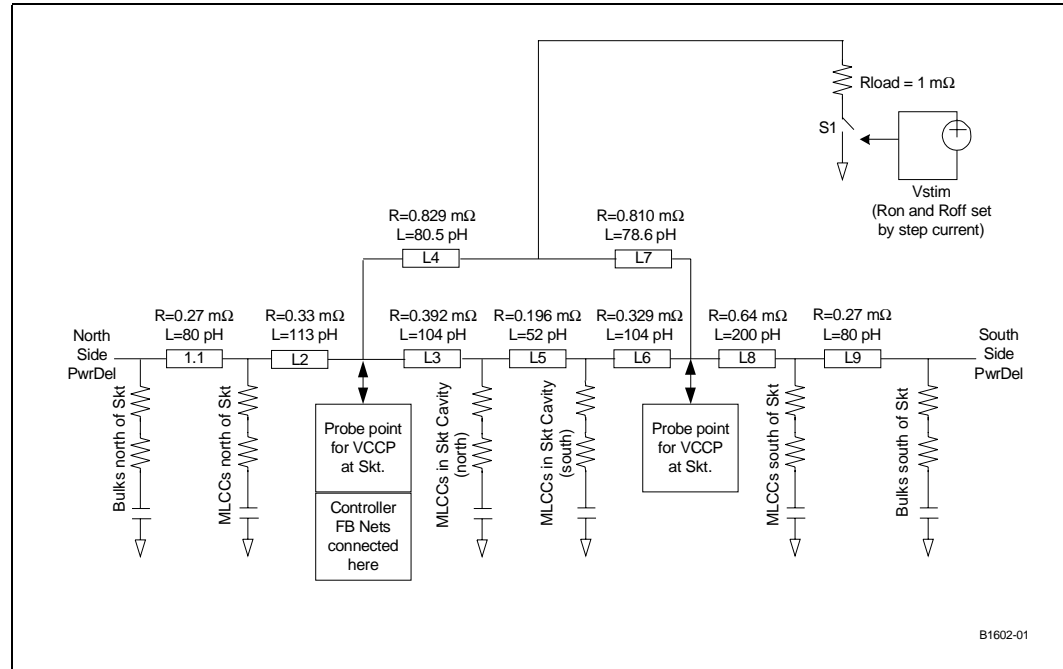 Rload = 1 mΩ
S1
Vstim
(Ron and Roff set
by step current)
R=0.829 mΩ
L=80.5 pH
L4
R=0.810 mΩ
L=78.6 pH
L7
North
Side
PwrDel
R=0.27 mΩ
L=80 pH
1.1
R=0.33 mΩ
L=113 pH
L2
R=0.392 mΩ
L=104 pH
L3
R=0.196 mΩ
L=52 pH
L5
R=0.329 mΩ
L=104 pH
L6
R=0.64 mΩ
L=200 pH
L8
R=0.27 mΩ
L=80 pH
L9
South
Side
PwrDel
Bulks north of Skt
MLCCs north of Skt
Probe point
for VCCP
at Skt.
Controller
FB Nets
connected
here
MLCCs in Skt Cavity
(north)
MLCCs in Skt Cavity
(south)
Probe point
for VCCP
at Skt.
MLCCs south of Skt
Bulks south of Skt
B1602-01